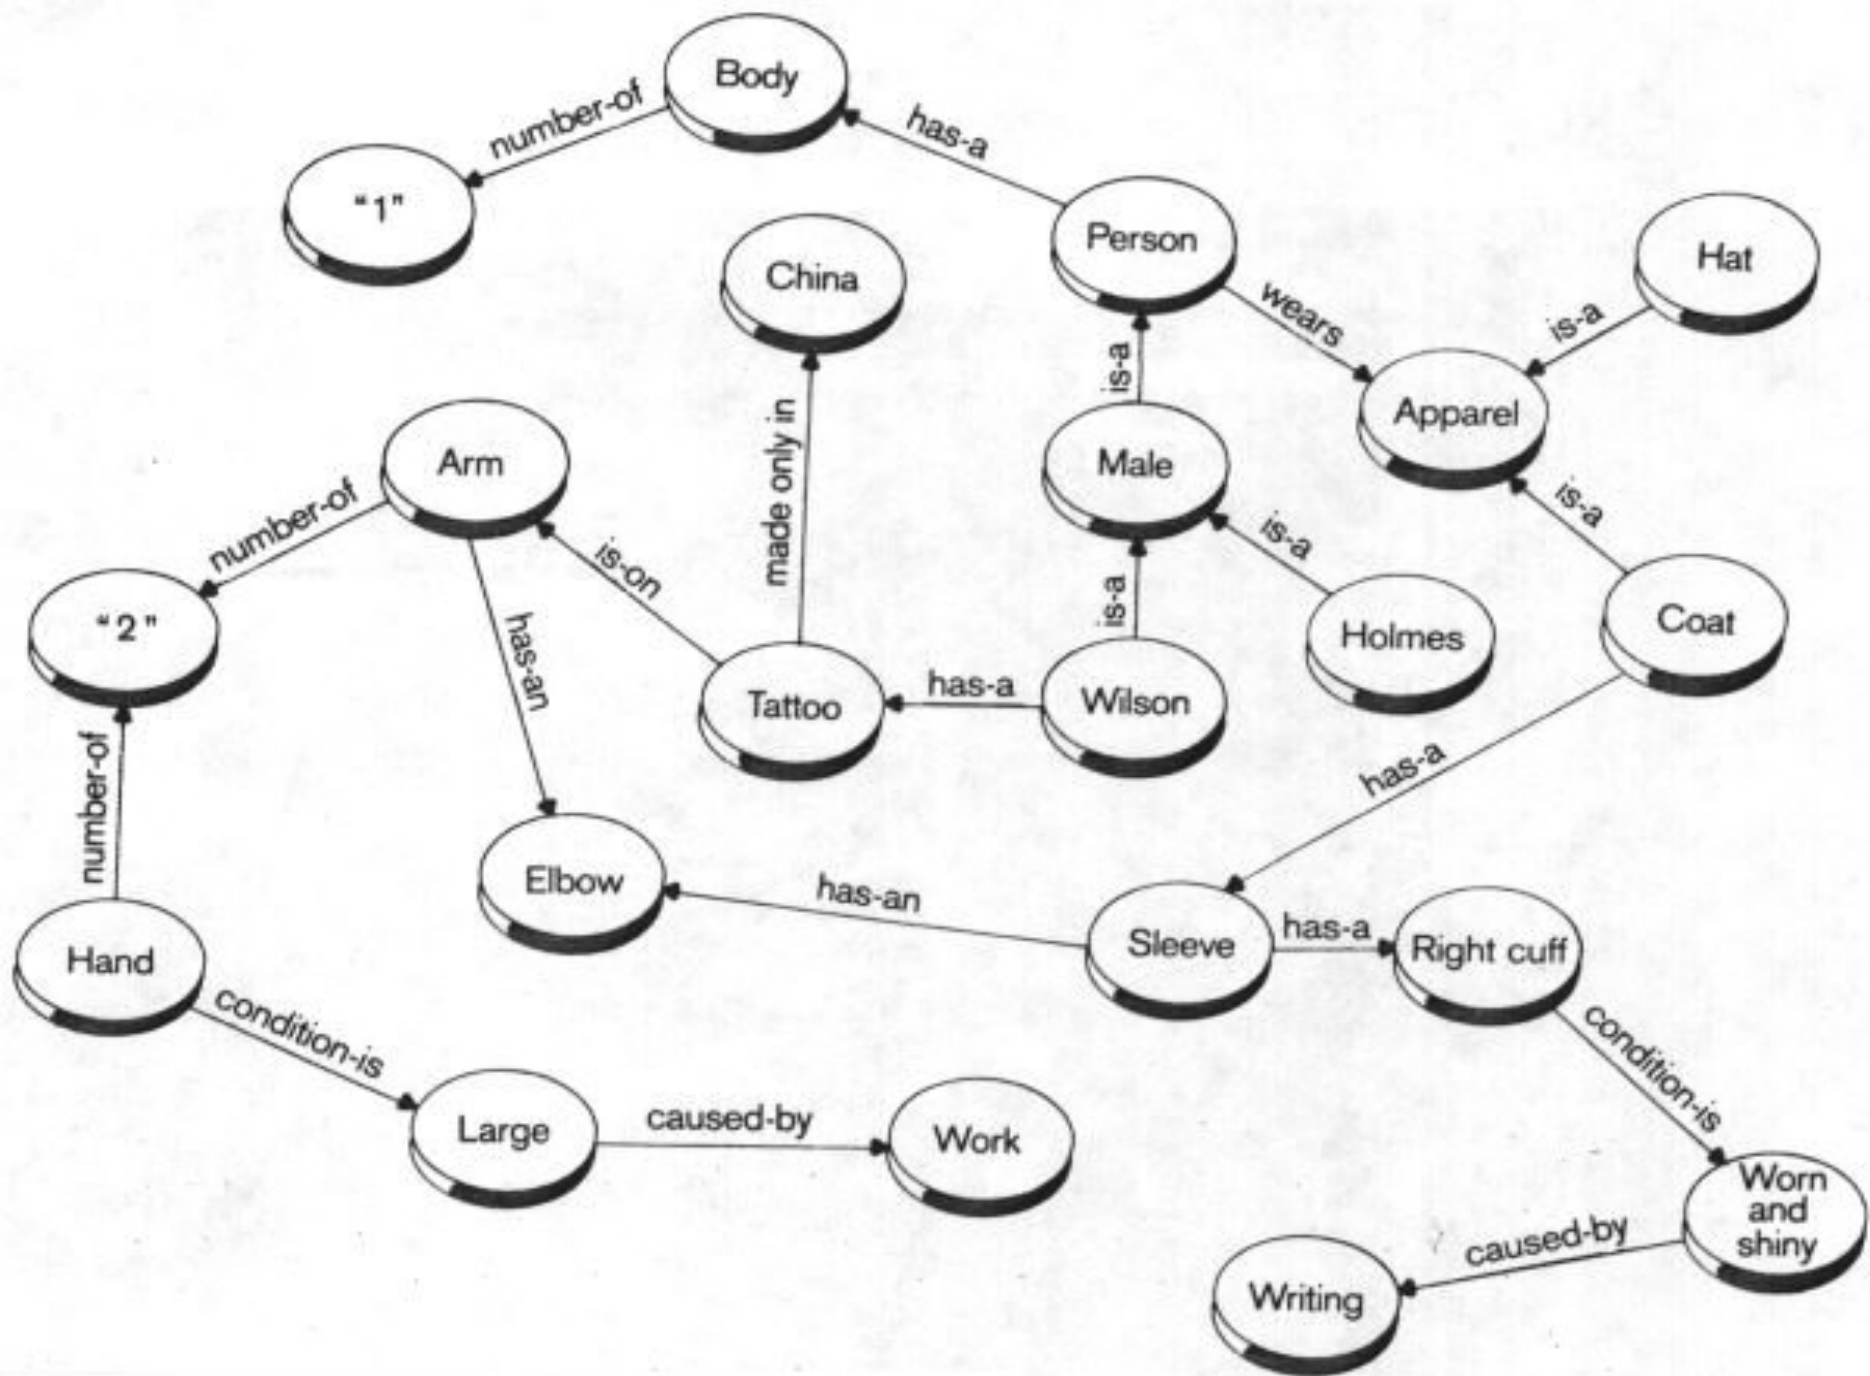 Body
number-of
has-a
"1"
Person
Hat
China
wears
is-a
is-a
Apparel
Arm
made only in
Male
is-a
number-of
is-on
is-a
"2"
has-an
is-a
Holmes
Coat
Tattoo
has-a
Wilson
number-of
has-a
Elbow
has-an
Sleeve
has-a
Right cuff
Hand
condition-is
condition-is
Large
caused-by
Work
Worn
and
shiny
caused-by
Writing